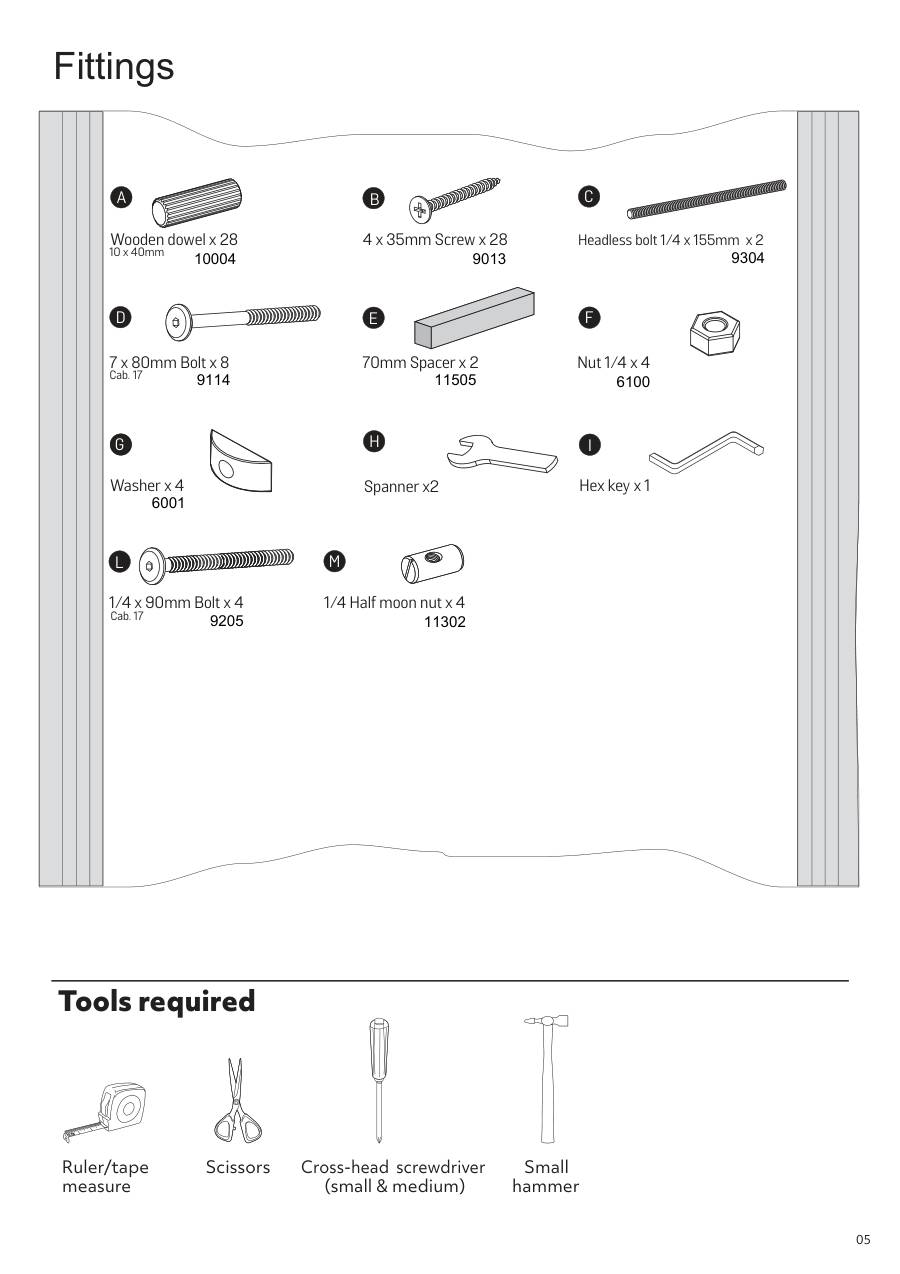 Fittings
A
B
C
Wooden dowel x 28
10 x 40mm
10004
4 x 35mm Screw x 28
9013
Headless bolt 1/4 x 155mm x 2
9304
D
E
F
7 x 80mm Bolt x 8
Cab. 17
9114
70mm Spacer x 2
11505
Nut 1/4 x 4
6100
G
H
I
Washer x 4
6001
Spanner x2
Hex key x 1
L
M
1/4 x 90mm Bolt x 4
Cab. 17
9205
1/4 Half moon nut x 4
11302
Tools required
Ruler/tape
measure
Scissors
Cross-head screwdriver
(small & medium)
Small
hammer
05